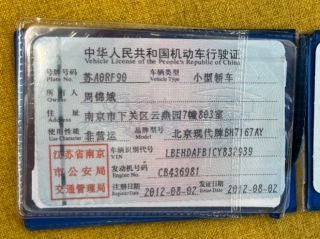 中华人民共和国机动车行驶证
Vehicle License of the People's Republic of China
号牌号码 苏A0RF90 车辆类型 小型轿车
Plate No. Vehicle Type
所有人 周锦娥
Owner
住址 南京市下关区云燕园7幢803室
Address
使用性质 非营运 品牌型号 北京现代牌BH7167AY
Use Character Model
江苏省南京市公安局交通管理局
车辆识别代号 LBEHDAFB1CY837939
VIN
发动机号码 CB436981
Engine No.
注册日期 2012-08-02 发证日期 2012-08-02
Register Date Issue Date